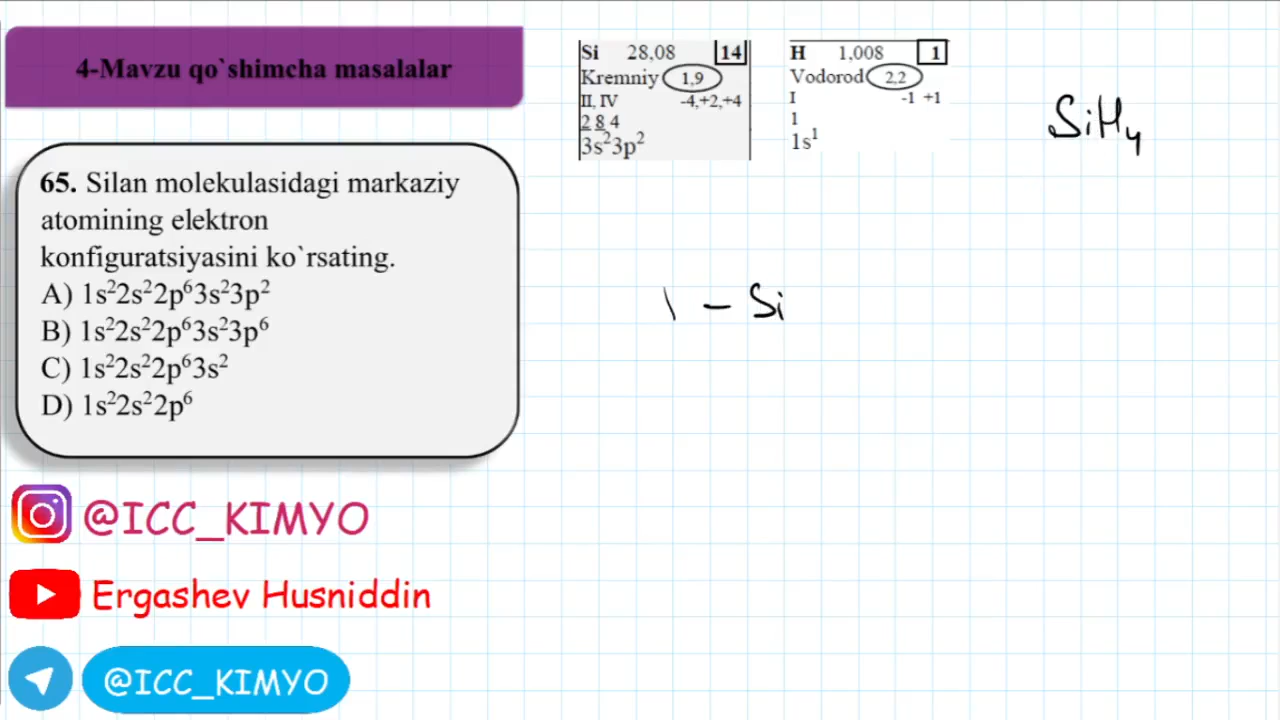 4-Mavzu qo`shimcha masalalar
65. Silan molekulasidagi markaziy
atomining elektron
konfiguratsiyasini ko`rsating.
A) 1s²2s²2p⁶3s²3p²
B) 1s²2s²2p⁶3s²3p⁶
C) 1s²2s²2p⁶3s²
D) 1s²2s²2p⁶
@ICC_KIMYO
Ergashev Husniddin
@ICC_KIMYO
Si 28,08 14
Kremniy 1,9
II, IV -4,+2,+4
2 8 4
3s²3p²
H 1,008 1
Vodorod 2,2
I -1 +1
1
1s¹
SiH₄
– Si